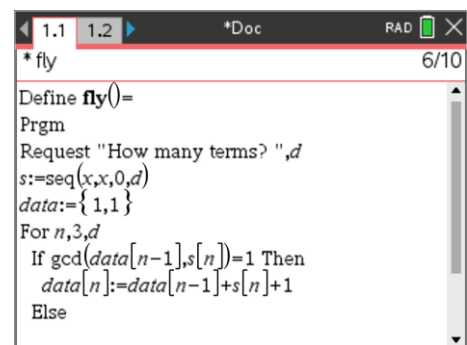 1.1 1.2 *Doc RAD
* fly 6/10
Define fly()=
Prgm
Request "How many terms? ",d
s:=seq(x,x,0,d)
data:={1,1}
For n,3,d
If gcd(data[n-1],s[n])=1 Then
data[n]:=data[n-1]+s[n]+1
Else